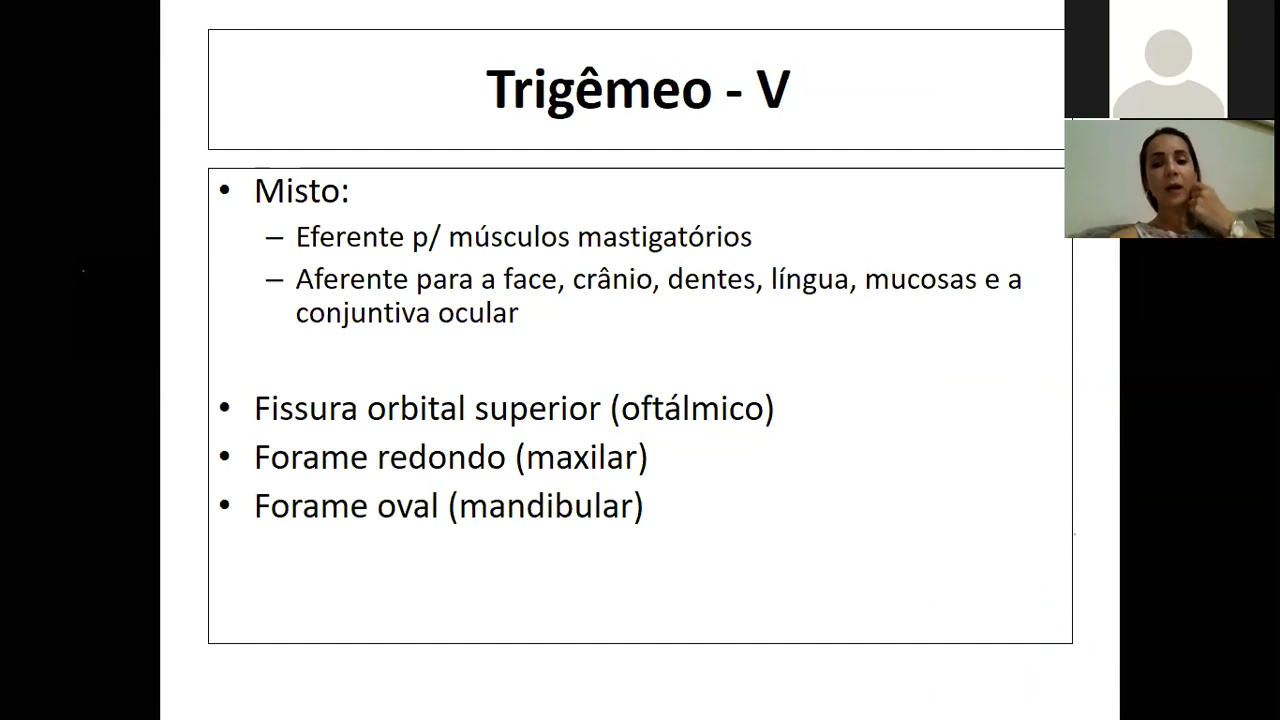 Trigêmeo - V
• Misto:
– Eferente p/ músculos mastigatórios
– Aferente para a face, crânio, dentes, língua, mucosas e a
conjuntiva ocular
• Fissura orbital superior (oftálmico)
• Forame redondo (maxilar)
• Forame oval (mandibular)